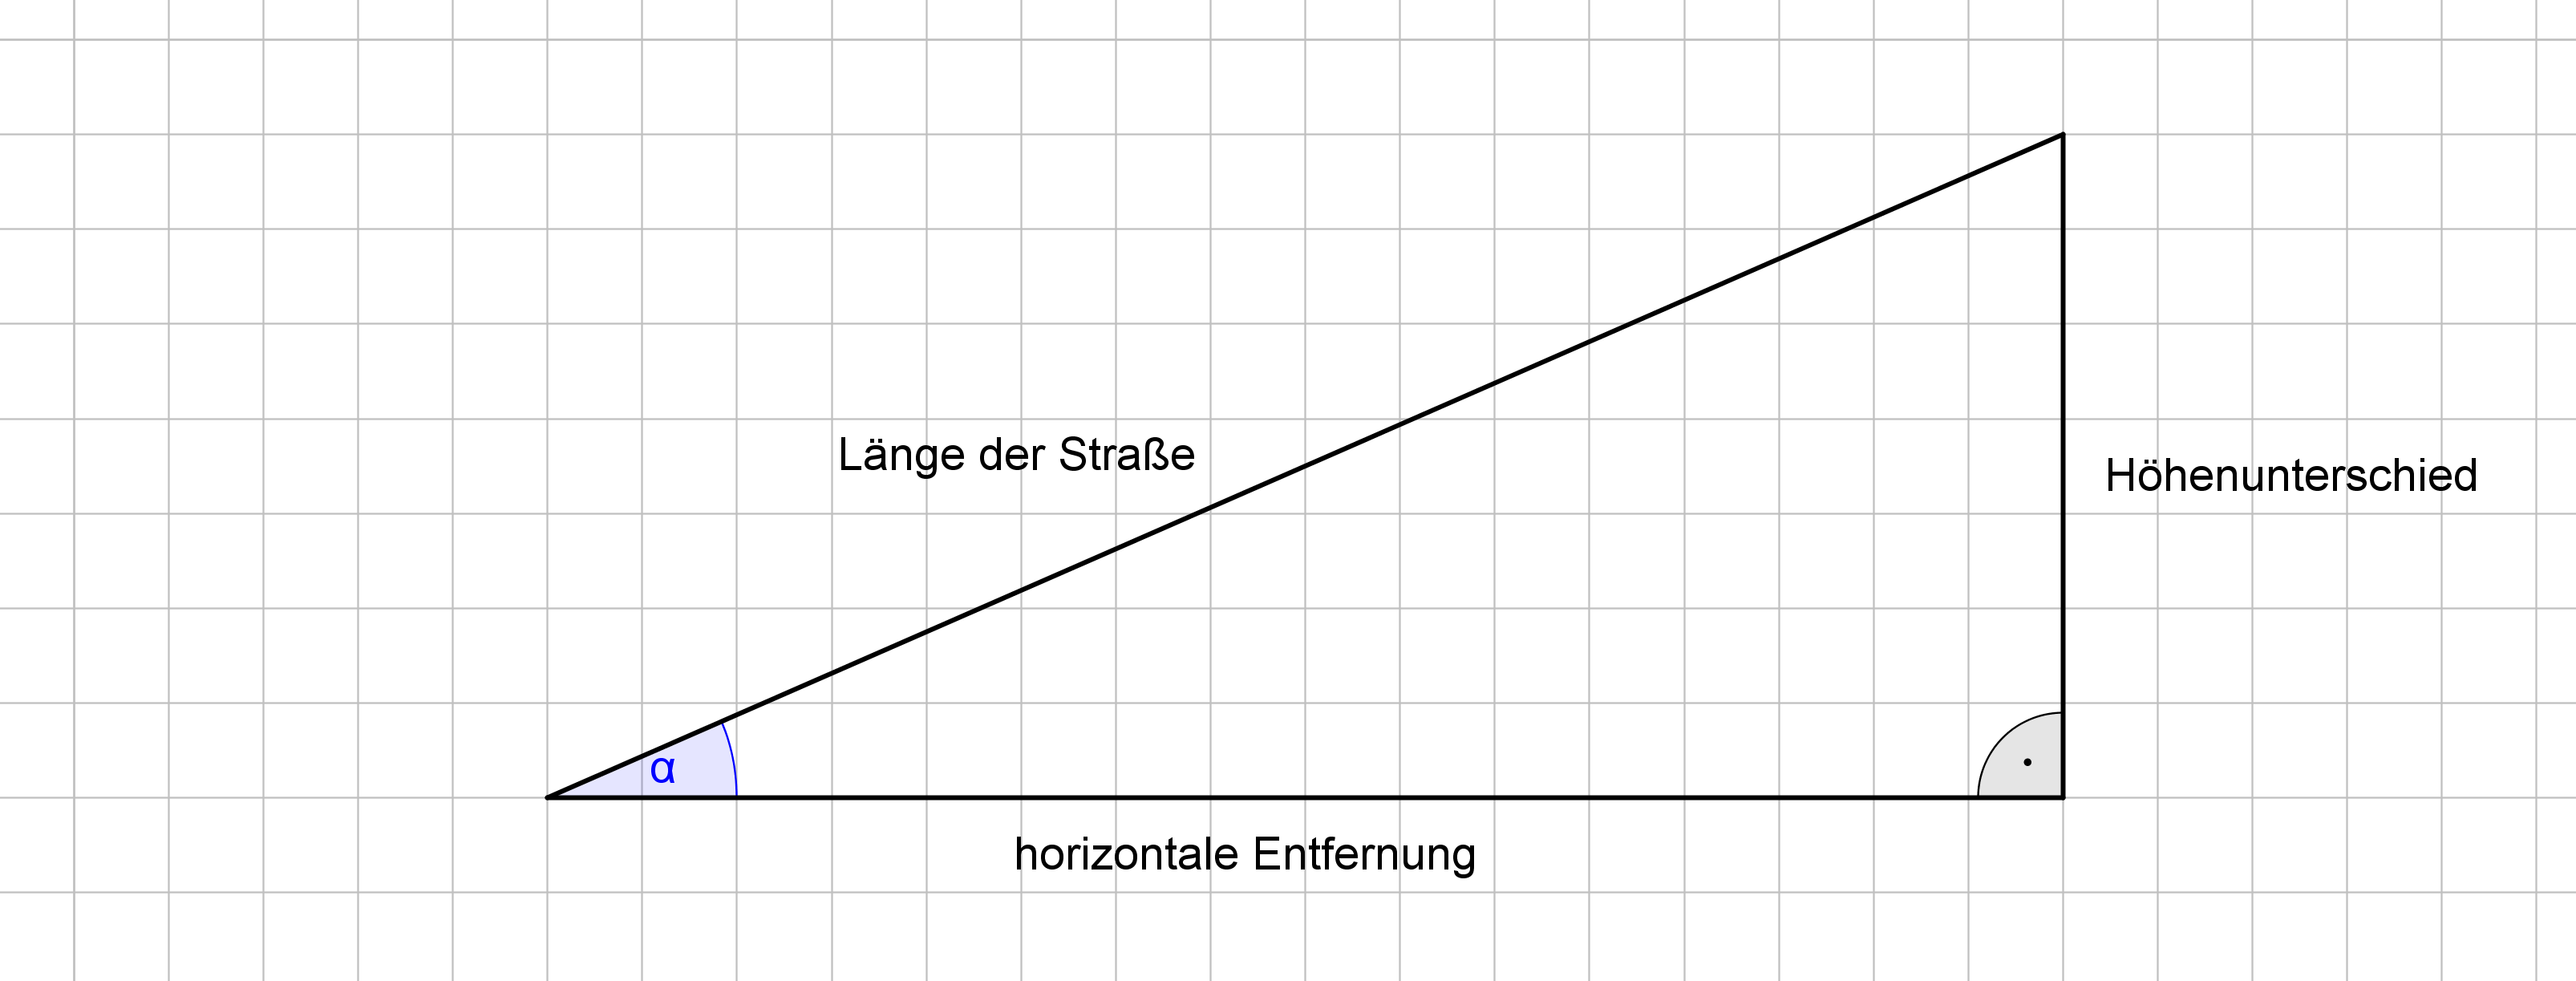 Länge der Straße
Höhenunterschied
α
horizontale Entfernung